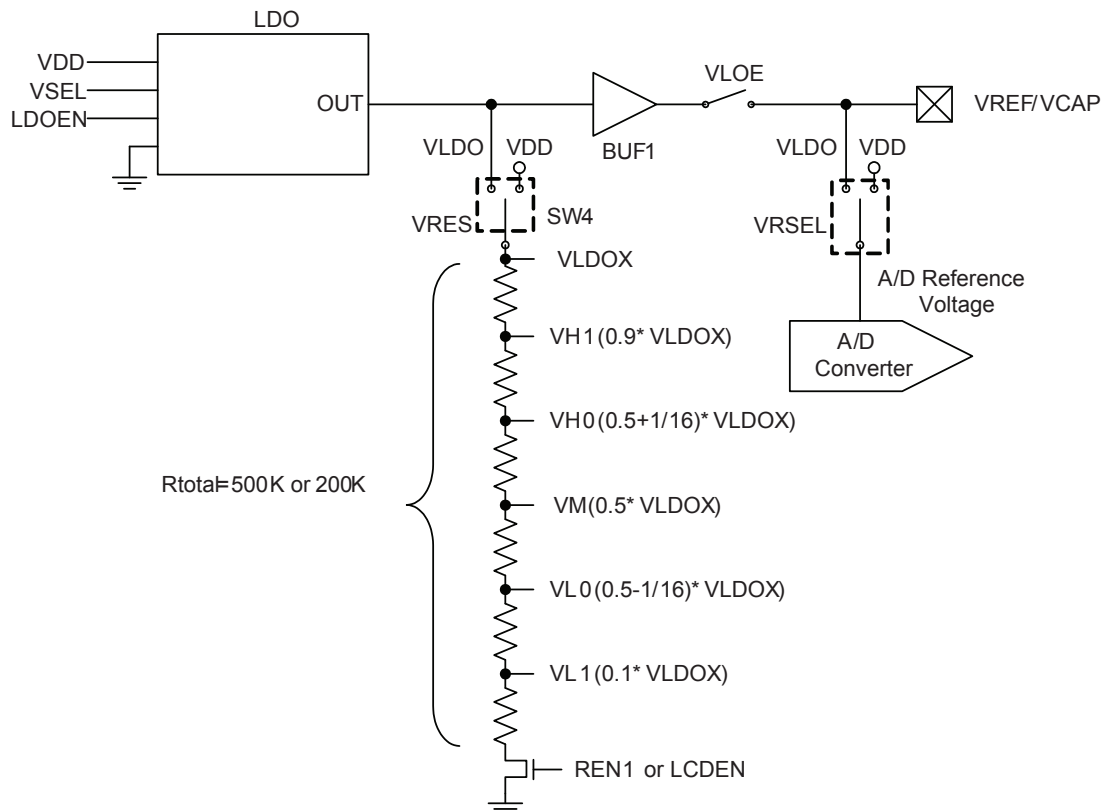 LDO
VDD
VSEL
LDOEN
OUT
BUF1
VLOE
VREF/VCAP
VLDO
VDD
VRES
SW4
VLDO
VDD
VRSEL
VLDOX
A/D Reference
Voltage
A/D
Converter
VH1(0.9* VLDOX)
VH0(0.5+1/16)* VLDOX)
Rtotal=500K or 200K
VM(0.5* VLDOX)
VL0(0.5-1/16)* VLDOX)
VL1(0.1* VLDOX)
REN1 or LCDEN